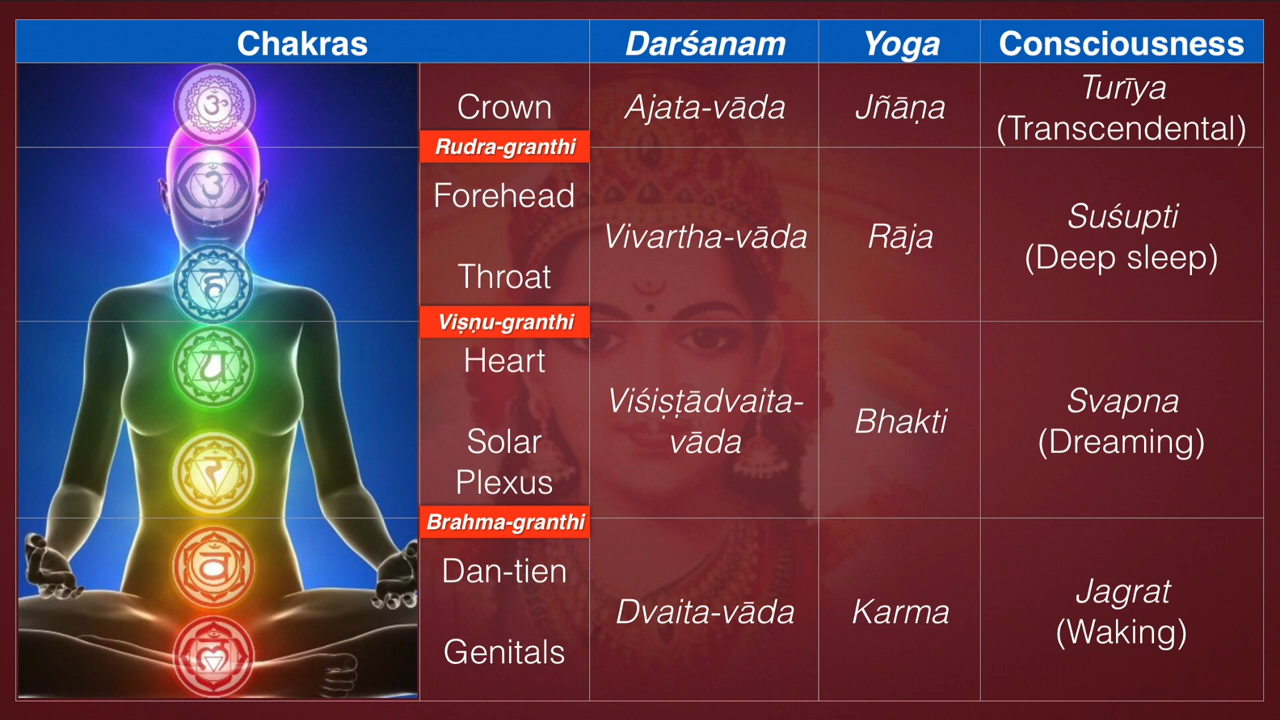 Chakras Darśanam Yoga Consciousness
ॐ
Crown Ajata-vāda Jñāṇa Turīya
(Transcendental)
Rudra-granthi
Forehead
Vivartha-vāda Rāja Suśupti
(Deep sleep)
Throat
Viṣṇu-granthi
Heart
Viśiṣṭādvaita-
vāda
Bhakti
Svapna
(Dreaming)
Solar
Plexus
Brahma-granthi
Dan-tien
Dvaita-vāda Karma Jagrat
(Waking)
Genitals
ह
य
र
व